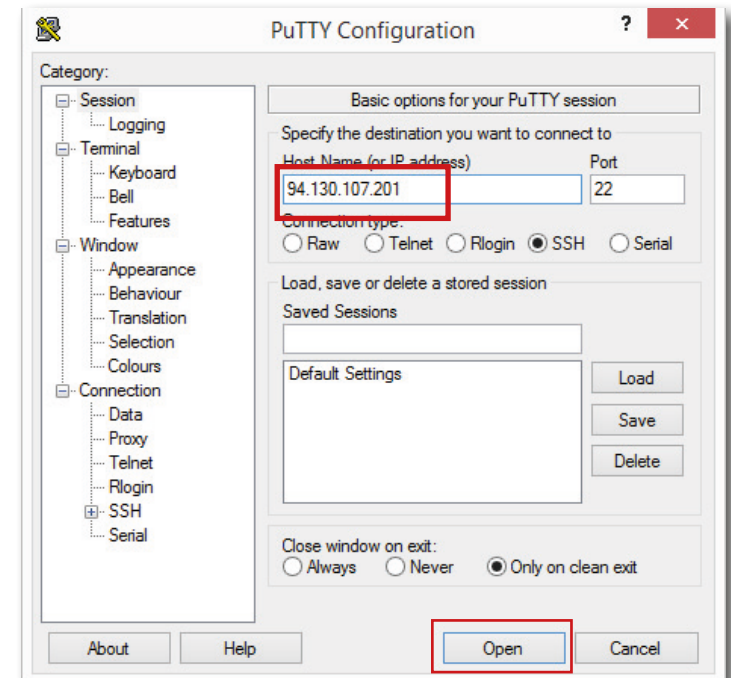 PuTTY Configuration
?
×
Category:
Session
Logging
Terminal
Keyboard
Bell
Features
Window
Appearance
Behaviour
Translation
Selection
Colours
Connection
Data
Proxy
Telnet
Rlogin
SSH
Serial
Basic options for your PuTTY session
Specify the destination you want to connect to
Host Name (or IP address) Port
94.130.107.201 22
Connection type:
Raw Telnet Rlogin SSH Serial
Load, save or delete a stored session
Saved Sessions
Default Settings
Load
Save
Delete
Close window on exit:
Always Never Only on clean exit
About Help Open Cancel